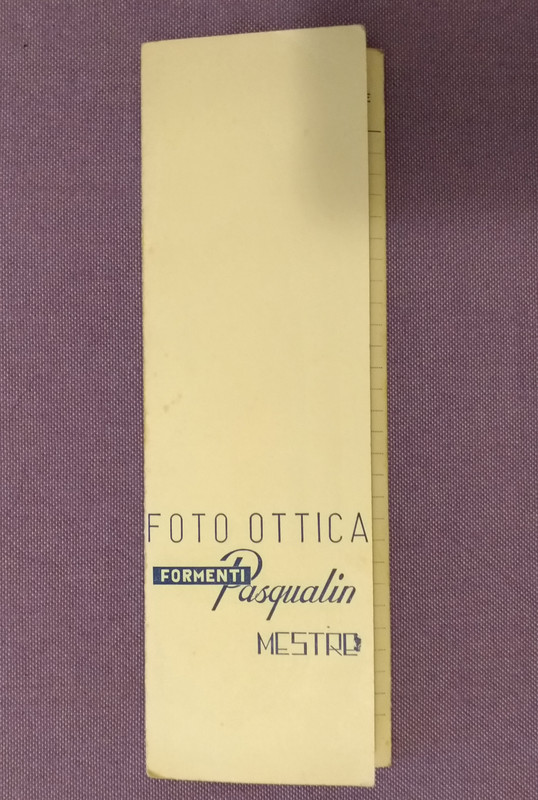 E
FOTO OTTICA
FORMENTI Pasqualin
MESTRE